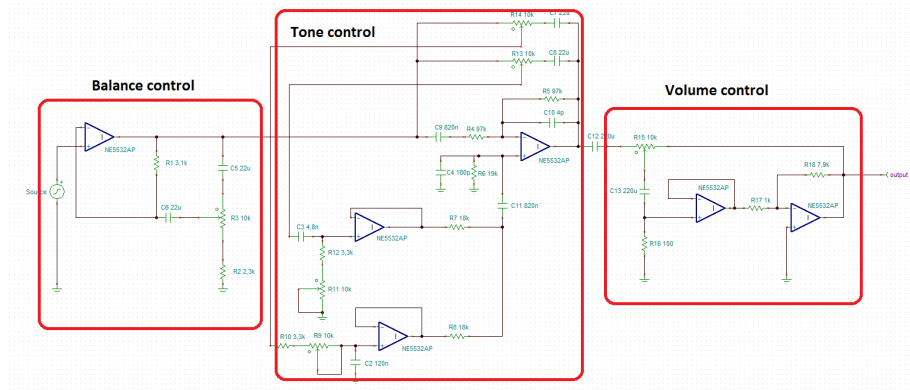 Balance control
Tone control
Volume control
R14 10k
C7 22u
R13 10k
C8 22u
R5 97k
C10 4p
C9 820n
R4 97k
NE5532AP
C4 180p
R6 19k
C11 820n
C12 220u
NE5532AP
R1 3,1k
C5 22u
Source
C6 22u
R3 10k
R2 2,3k
C3 4,8n
NE5532AP
R7 18k
R12 3,3k
R11 10k
R10 3,3k
R9 10k
NE5532AP
R8 18k
C2 120n
R15 10k
R18 7,9k
output
C13 220u
NE5532AP
R17 1k
NE5532AP
R16 100